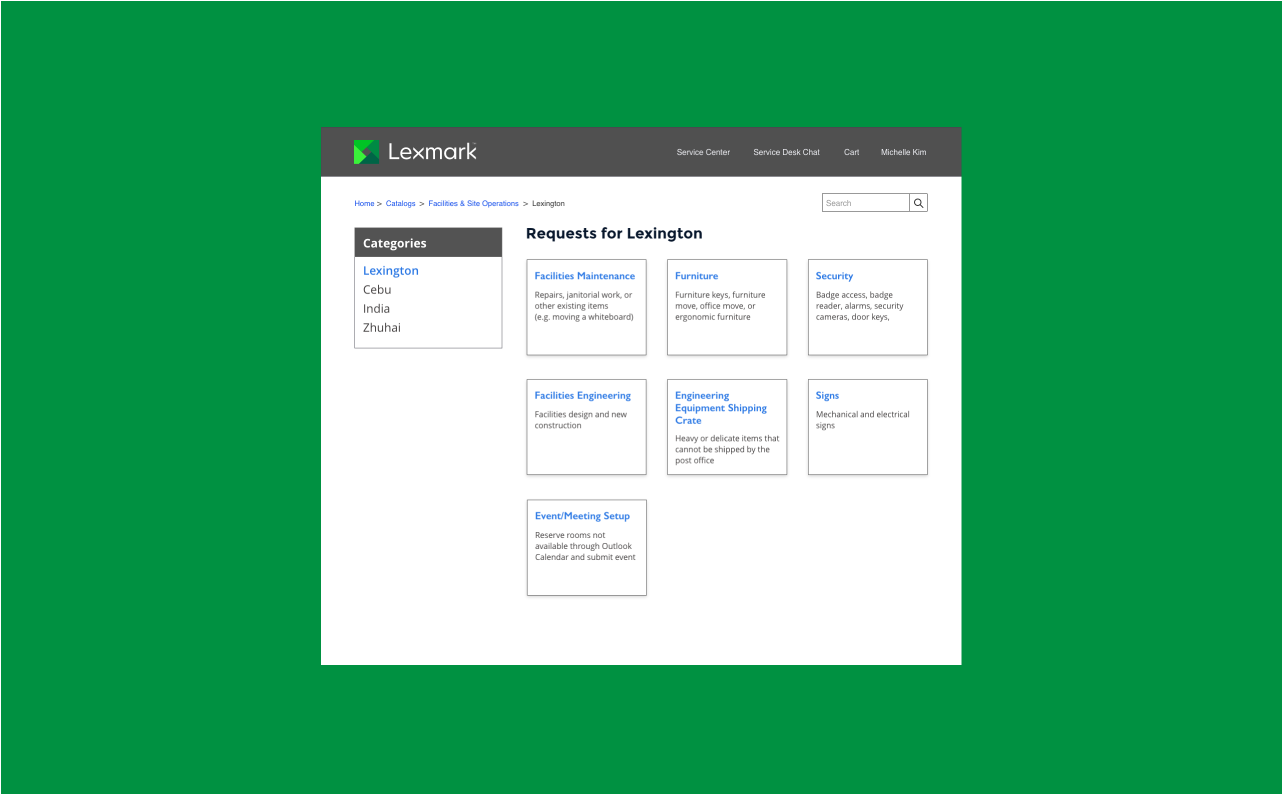 Lexmark
Service Center Service Desk Chat Cart Michelle Kim
Home > Catalogs > Facilities & Site Operations > Lexington
Search
Categories
Lexington
Cebu
India
Zhuhai
Requests for Lexington
Facilities Maintenance
Repairs, janitorial work, or
other existing items
(e.g. moving a whiteboard)
Furniture
Furniture keys, furniture
move, office move, or
ergonomic furniture
Security
Badge access, badge
reader, alarms, security
cameras, door keys,
Facilities Engineering
Facilities design and new
construction
Engineering
Equipment Shipping
Crate
Heavy or delicate items that
cannot be shipped by the
post office
Signs
Mechanical and electrical
signs
Event/Meeting Setup
Reserve rooms not
available through Outlook
Calendar and submit event